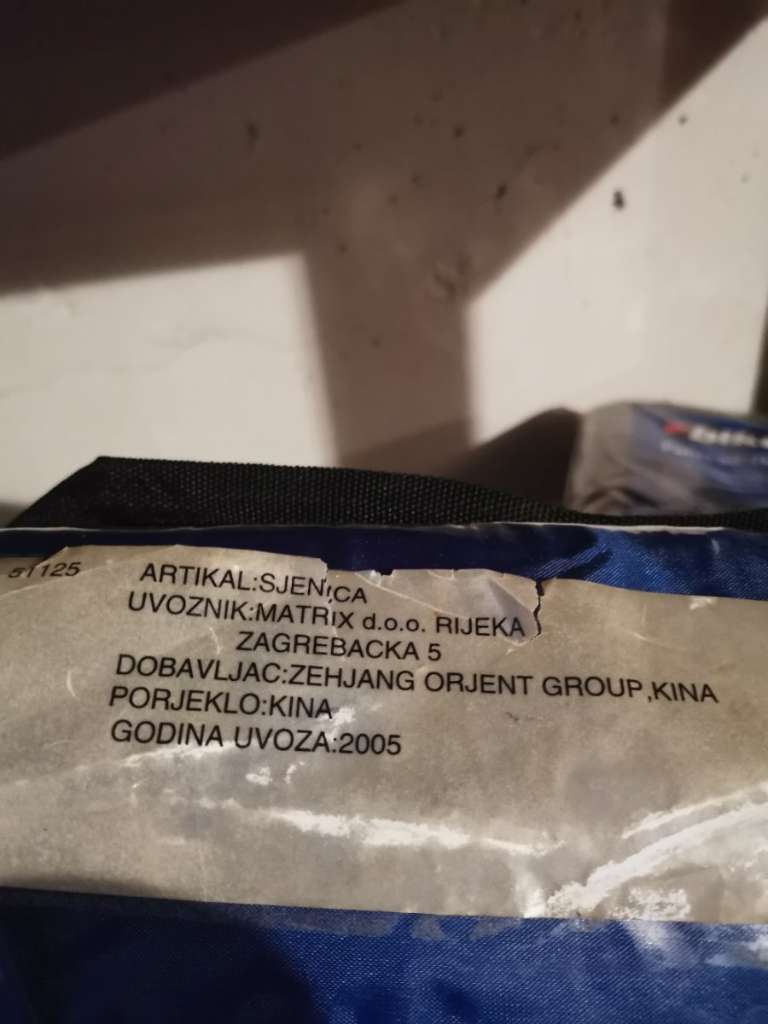 51125
ARTIKAL:SJENICA
UVOZNIK:MATRIX d.o.o. RIJEKA
ZAGREBACKA 5
DOBAVLJAC:ZEHJANG ORJENT GROUP,KINA
PORJEKLO:KINA
GODINA UVOZA:2005